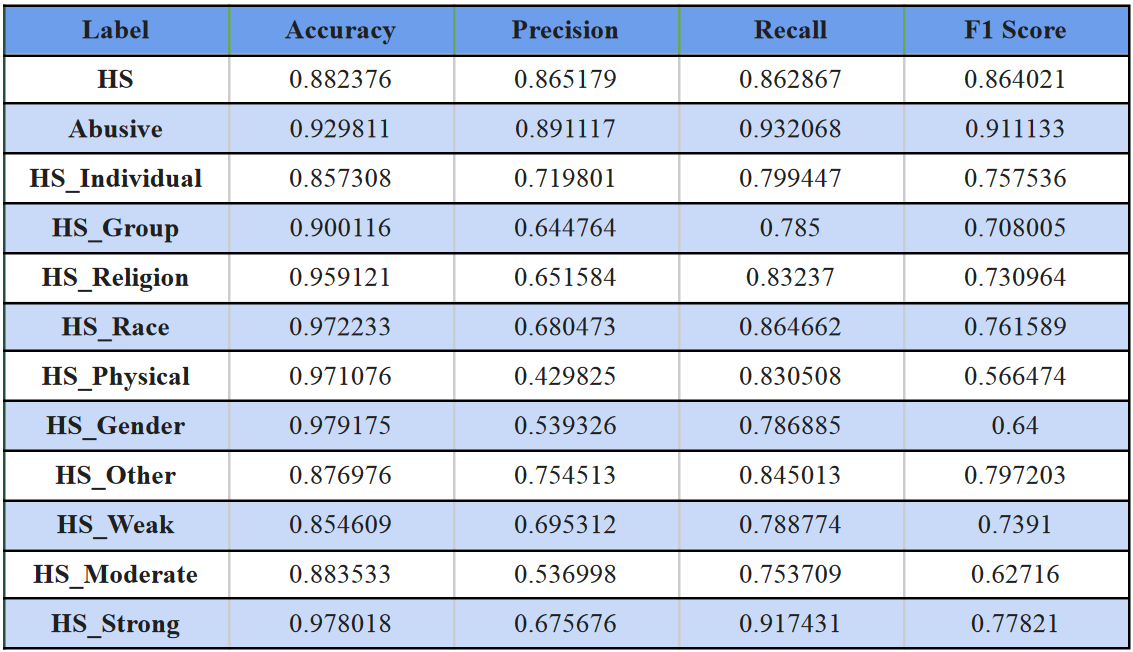 Label Accuracy Precision Recall F1 Score
HS 0.882376 0.865179 0.862867 0.864021
Abusive 0.929811 0.891117 0.932068 0.911133
HS_Individual 0.857308 0.719801 0.799447 0.757536
HS_Group 0.900116 0.644764 0.785 0.708005
HS_Religion 0.959121 0.651584 0.83237 0.730964
HS_Race 0.972233 0.680473 0.864662 0.761589
HS_Physical 0.971076 0.429825 0.830508 0.566474
HS_Gender 0.979175 0.539326 0.786885 0.64
HS_Other 0.876976 0.754513 0.845013 0.797203
HS_Weak 0.854609 0.695312 0.788774 0.7391
HS_Moderate 0.883533 0.536998 0.753709 0.62716
HS_Strong 0.978018 0.675676 0.917431 0.77821